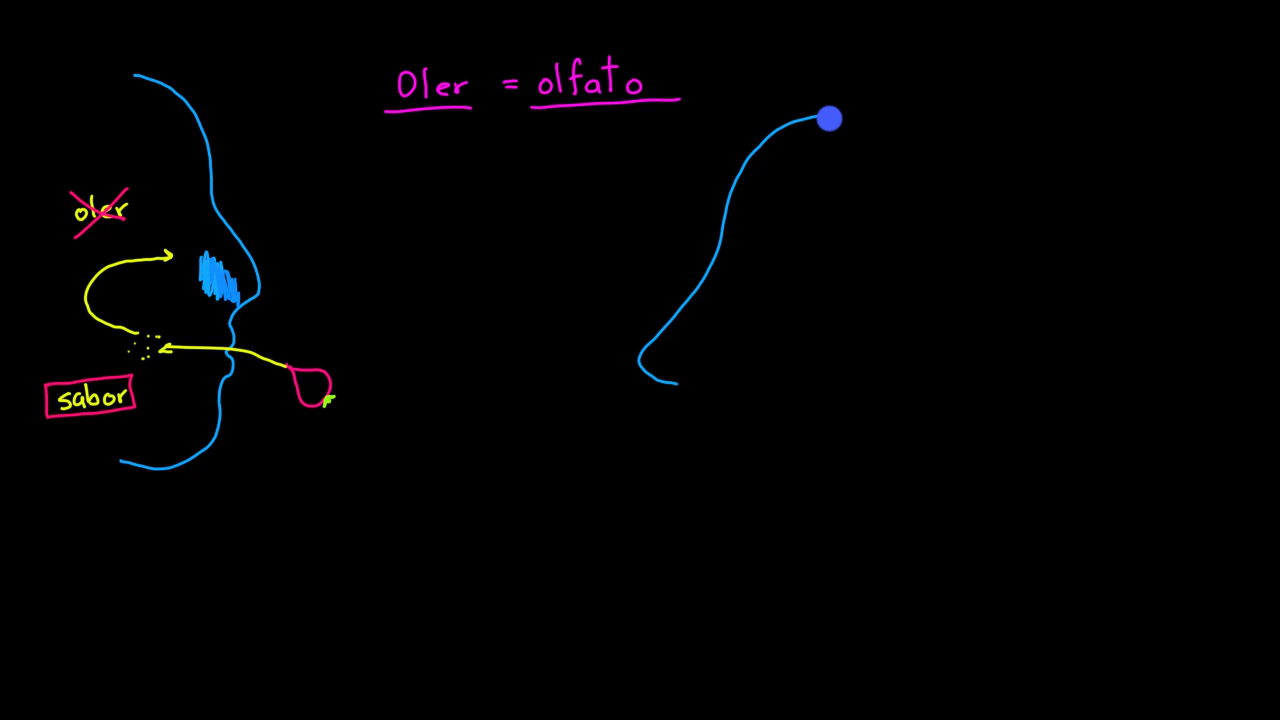 Oler = olfato
oler
sabor